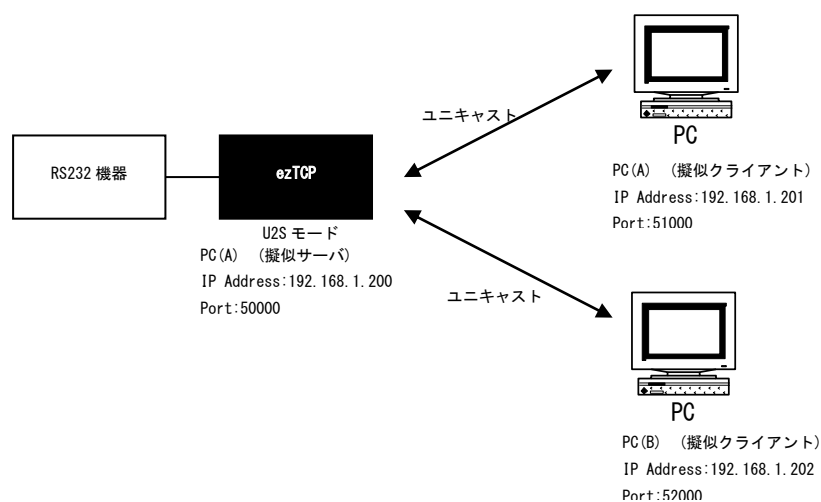 ユニキャスト
PC
RS232 機器
ezTCP
PC(A) (擬似クライアント)
IP Address:192.168.1.201
Port:51000
U2S モード
PC(A) (擬似サーバ)
IP Address:192.168.1.200
Port:50000
ユニキャスト
PC
PC(B) (擬似クライアント)
IP Address:192.168.1.202
Port:52000